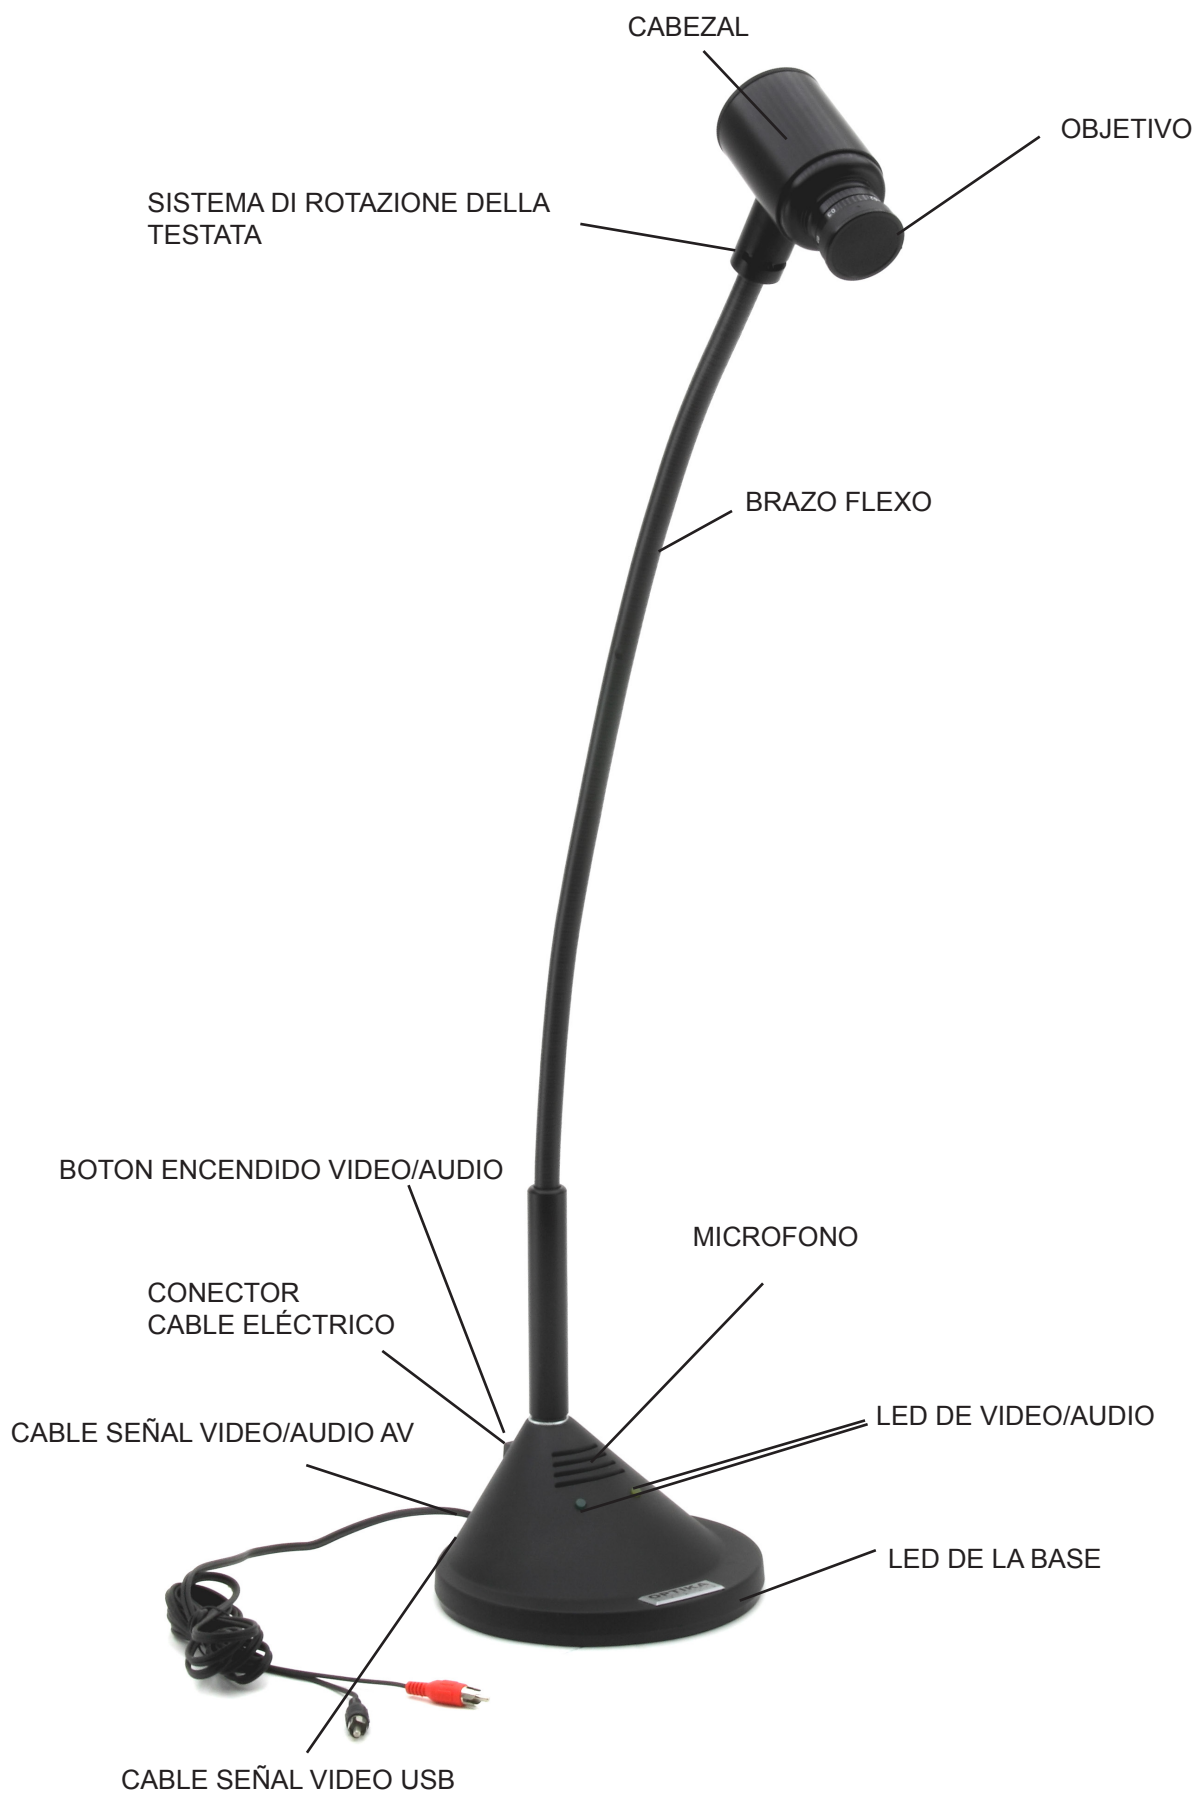 CABEZAL
OBJETIVO
SISTEMA DI ROTAZIONE DELLA
TESTATA
BRAZO FLEXO
BOTON ENCENDIDO VIDEO/AUDIO
MICROFONO
CONECTOR
CABLE ELÉCTRICO
LED DE VIDEO/AUDIO
CABLE SEÑAL VIDEO/AUDIO AV
LED DE LA BASE
OPTIKA
CABLE SEÑAL VIDEO USB